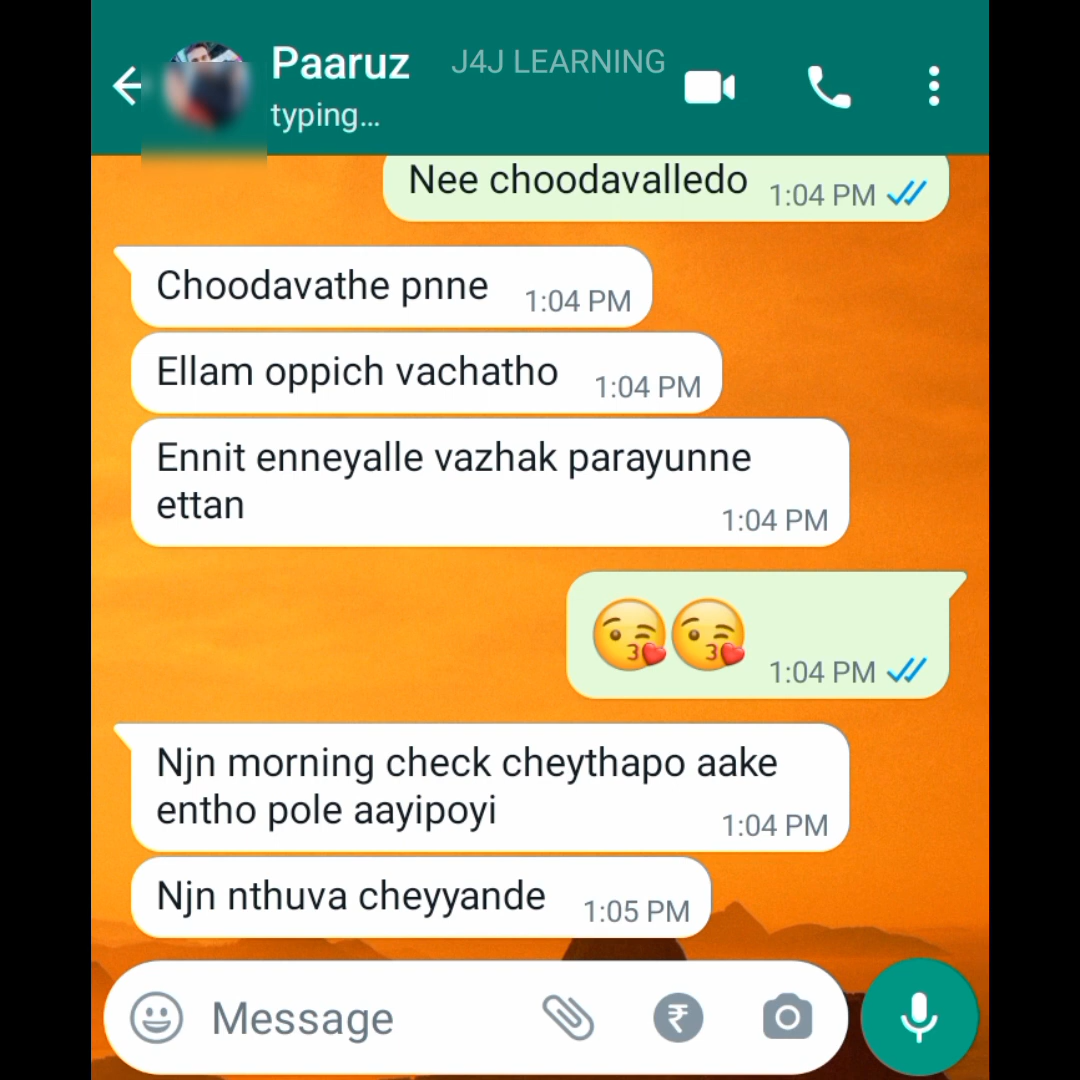 Paaruz J4J LEARNING
typing...
Nee choodavalledo 1:04 PM
Choodavathe pnne 1:04 PM
Ellam oppich vachatho 1:04 PM
Ennit enneyalle vazhak parayunne
ettan 1:04 PM
😘😘 1:04 PM
Njn morning check cheythapo aake
entho pole aayipoyi 1:04 PM
Njn nthuva cheyyande 1:05 PM
Message